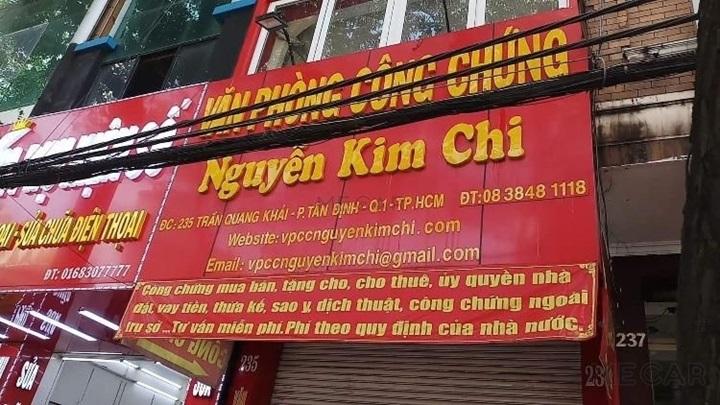 VĂN PHÒNG CÔNG CHỨNG
Nguyễn Kim Chi
ĐC: 235 TRẦN QUANG KHẢI - P.TÂN ĐỊNH - Q.1 - TP.HCM ĐT:08 3848 1118
Website: vpccnguyenkimchi.com
Email: vpccnguyenkimchi@gmail.com
Công chứng mua bán, tặng cho, cho thuê, ủy quyền nhà
đất, vay tiền, thừa kế, sao y, dịch thuật, công chứng ngoài
trụ sở ...Tư vấn miễn phí.Phí theo quy định của nhà nước.
SỬA CHỮA ĐIỆN THOẠI
ĐT: 01683077777
235
237
SỬA
ECAR